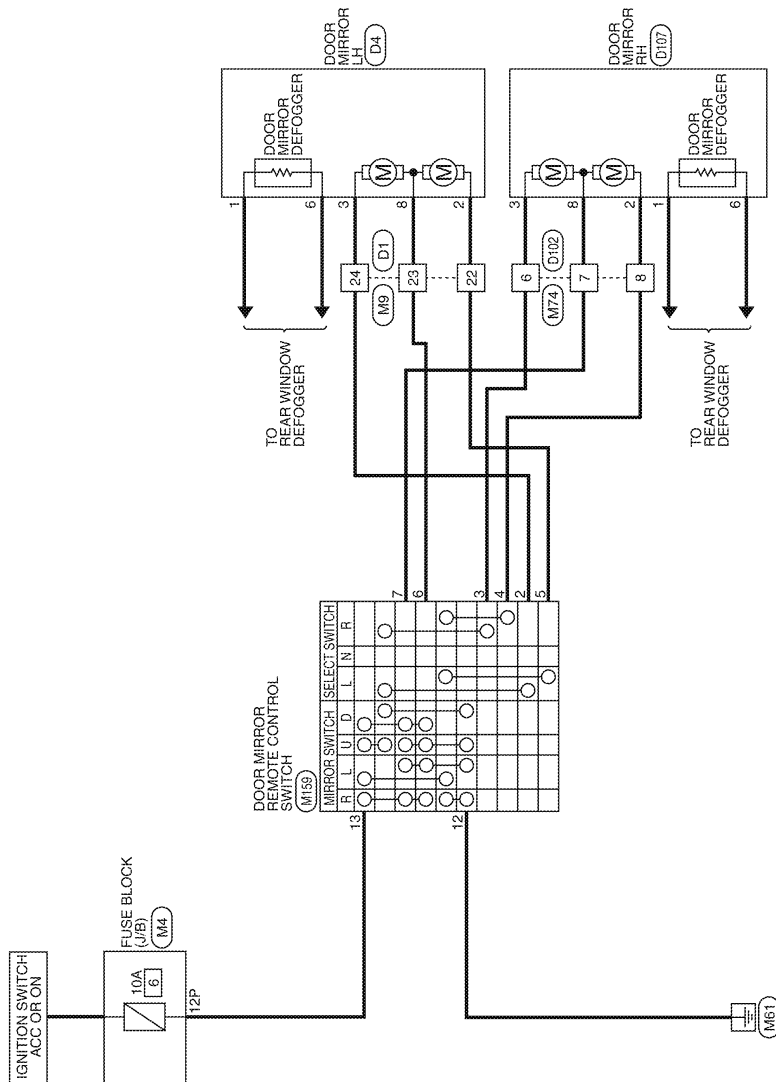 IGNITION SWITCH
ACC OR ON
FUSE BLOCK
(J/B)
M4
10A
6
12P
DOOR MIRROR
REMOTE CONTROL
SWITCH
M159
MIRROR SWITCH
SELECT SWITCH
R L U D L N R
13
12
7
6
3
4
2
5
M61
TO
REAR WINDOW
DEFOGGER
M9
D1
24
23
22
M74
D102
6
7
8
TO
REAR WINDOW
DEFOGGER
DOOR
MIRROR
LH
D4
DOOR
MIRROR
DEFOGGER
1
6
3
8
2
M
M
DOOR
MIRROR
RH
D107
3
8
2
1
6
M
M
DOOR
MIRROR
DEFOGGER